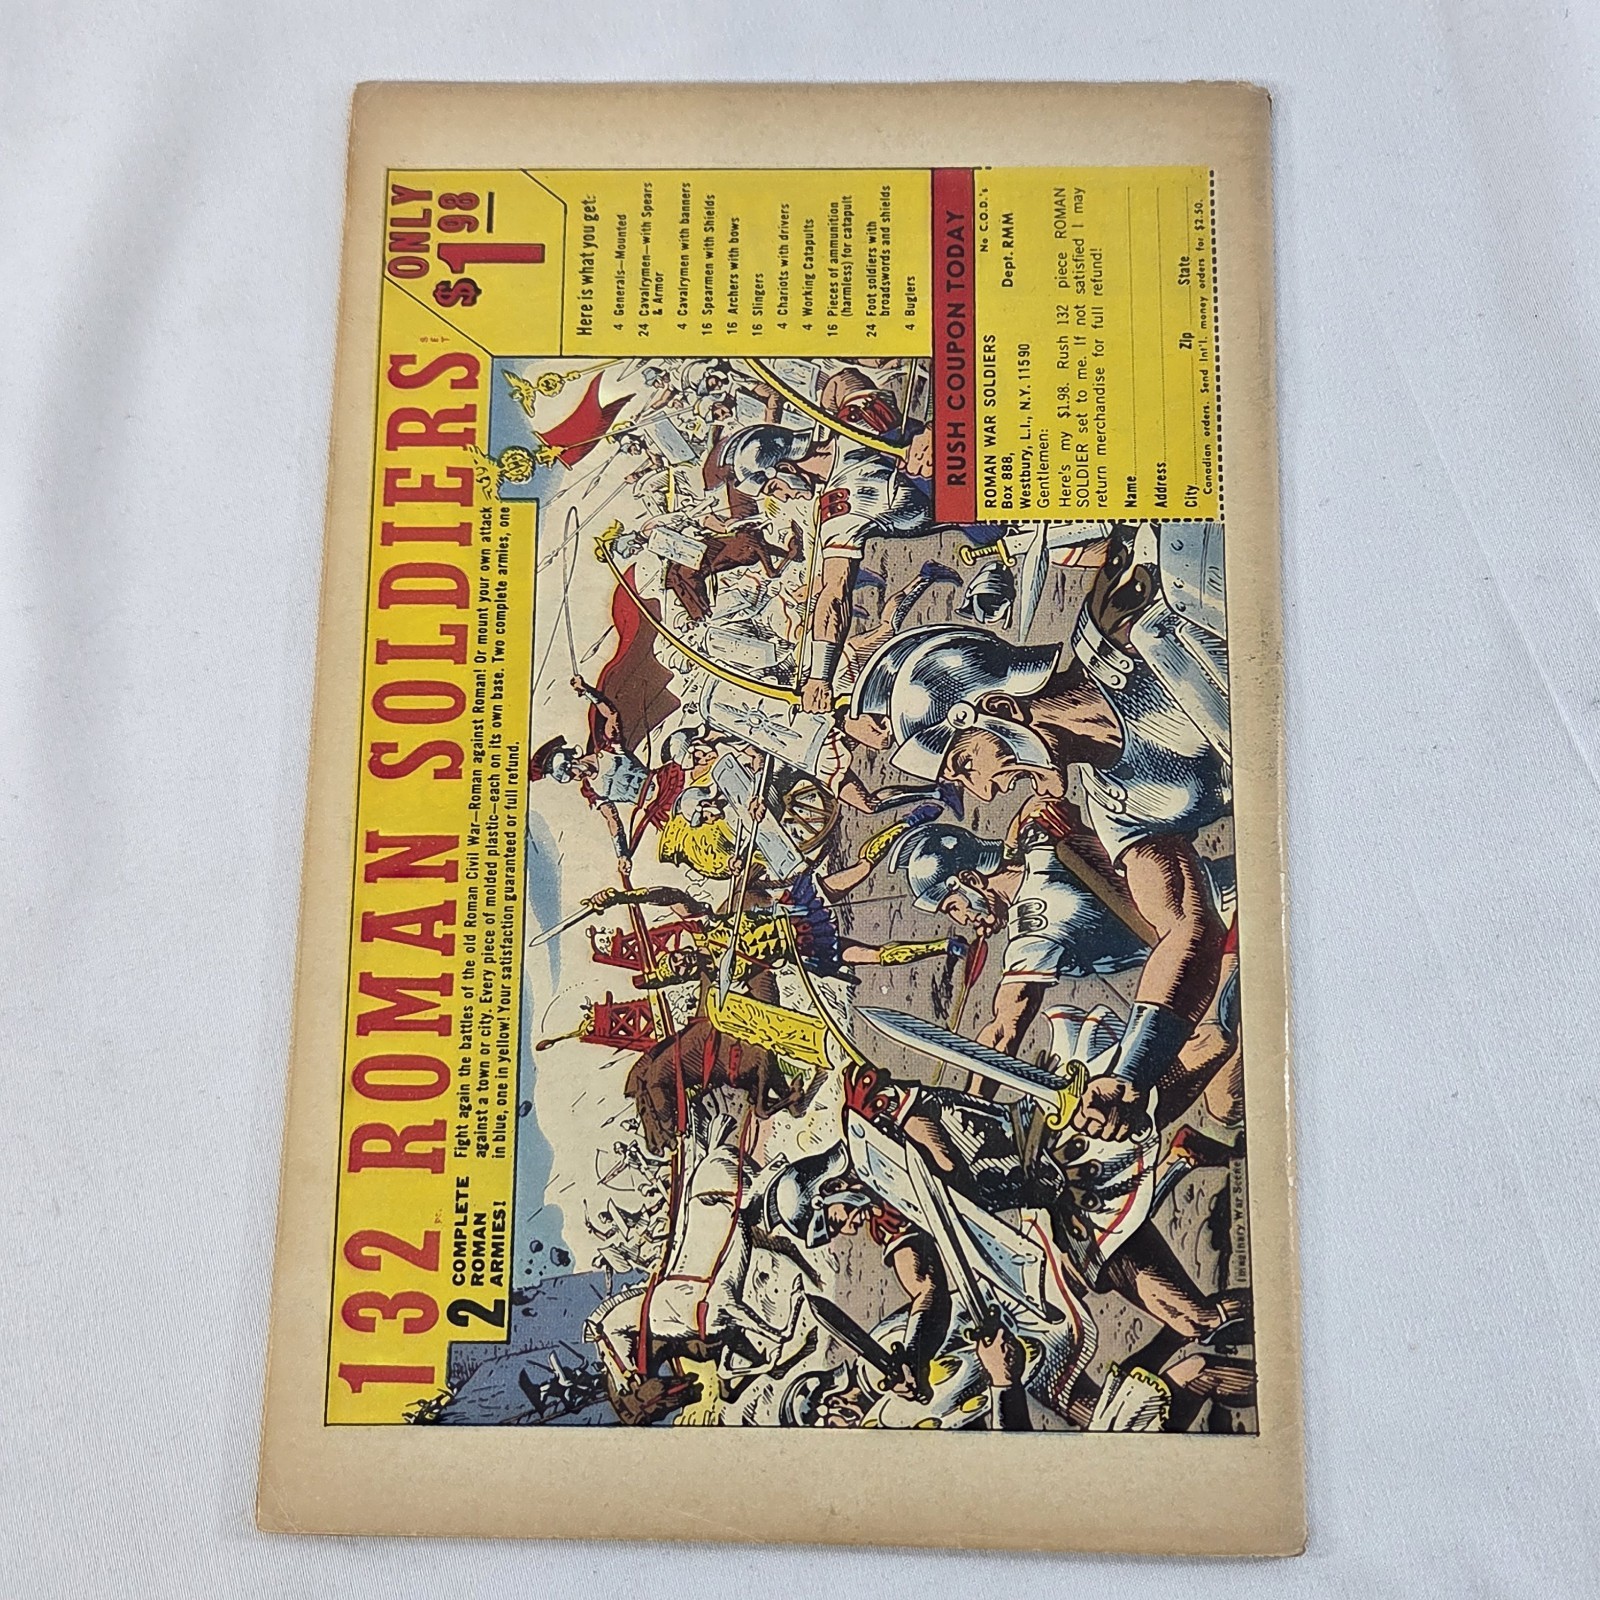 132 PC. ROMAN SOLDIERS SET
ONLY
$1.98
2 COMPLETE
ROMAN
ARMIES!
Fight again the battles of the old Roman Civil War—Roman against Roman! Or mount your own attack
against a town or city. Every piece of molded plastic—each on its own base. Two complete armies, one
in blue, one in yellow! Your satisfaction guaranteed or full refund.
Here is what you get:
4 Generals—Mounted
24 Cavalrymen—with Spears
& Armor
4 Cavalrymen with banners
16 Spearmen with Shields
16 Archers with bows
16 Slingers
4 Chariots with drivers
4 Working Catapults
16 Pieces of ammunition
(harmless) for catapult
24 Foot soldiers with
broadswords and shields
4 Buglers
RUSH COUPON TODAY
No C.O.D.'s
ROMAN WAR SOLDIERS
Box 888, Dept. RMM
Westbury, L.I., N.Y. 11590
Gentlemen:
Here's my $1.98. Rush 132 piece ROMAN
SOLDIER set to me. If not satisfied I may
return merchandise for full refund!
Name
Address
City Zip State
Canadian orders. Send Int'l. money orders for $2.50.
Imaginary War Scene